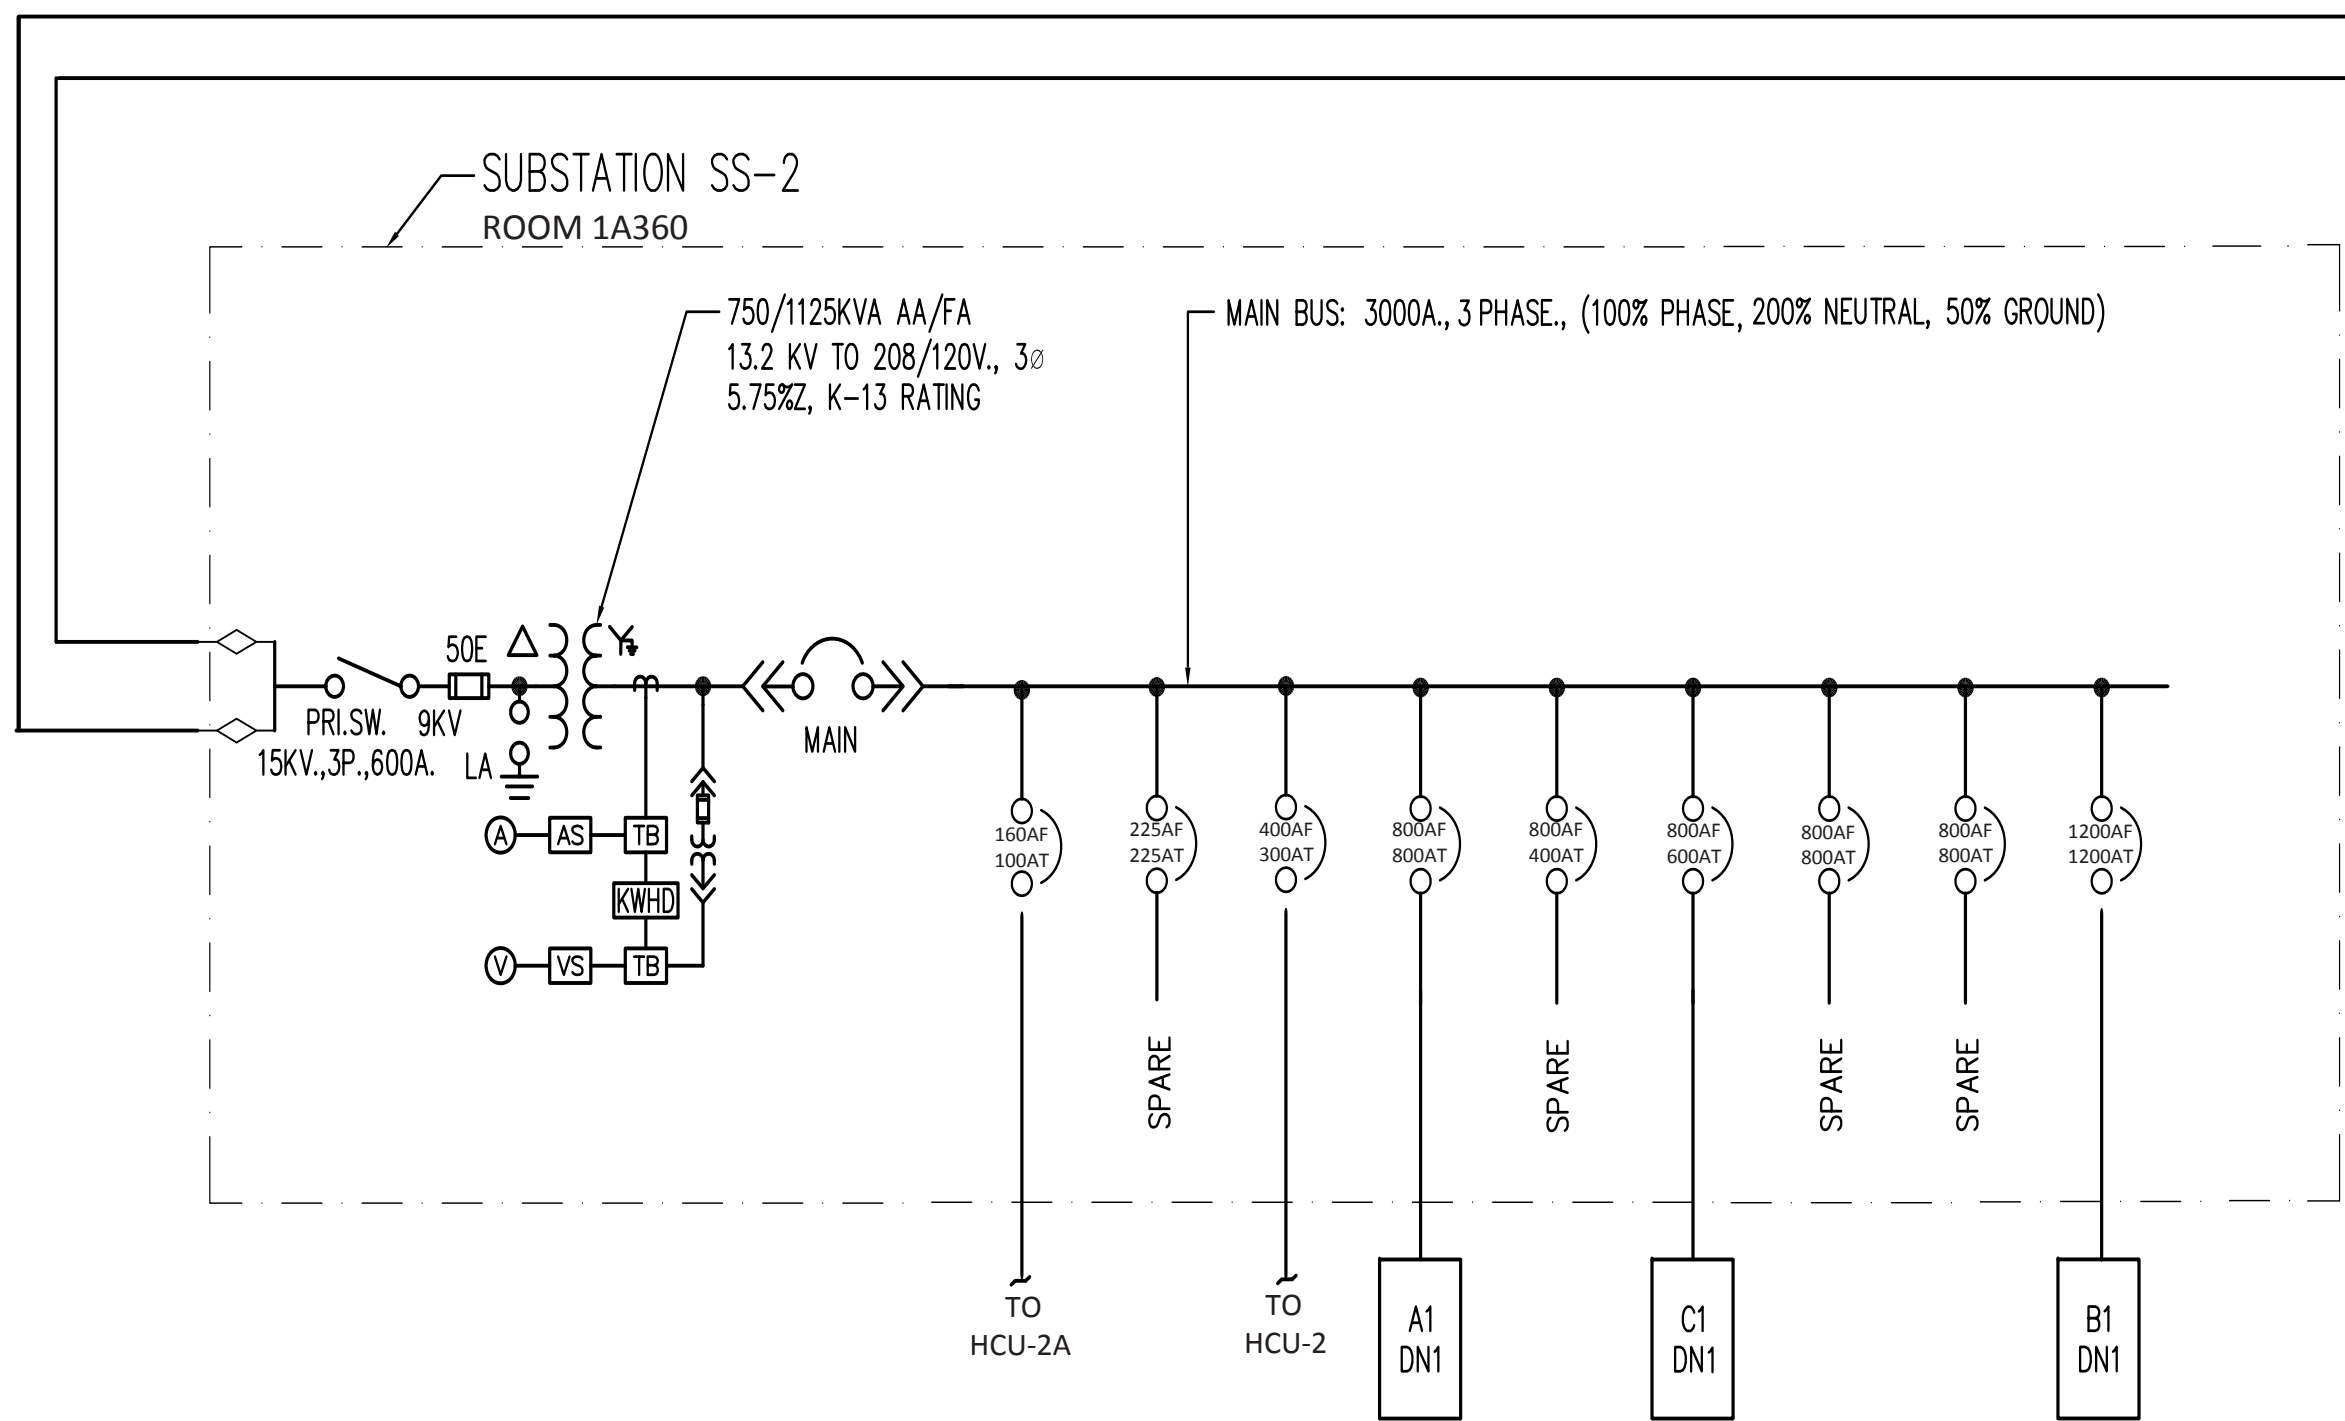 SUBSTATION SS-2
ROOM 1A360
750/1125KVA AA/FA
13.2 KV TO 208/120V., 3∅
5.75%Z, K-13 RATING
MAIN BUS: 3000A., 3 PHASE., (100% PHASE, 200% NEUTRAL, 50% GROUND)
50E
PRI.SW.
15KV.,3P.,600A.
9KV
LA
MAIN
A
AS
TB
KWHD
V
VS
TB
160AF
100AT
225AF
225AT
400AF
300AT
800AF
800AT
800AF
400AT
800AF
600AT
800AF
800AT
800AF
800AT
1200AF
1200AT
SPARE
SPARE
SPARE
SPARE
TO
HCU-2A
TO
HCU-2
A1
DN1
C1
DN1
B1
DN1